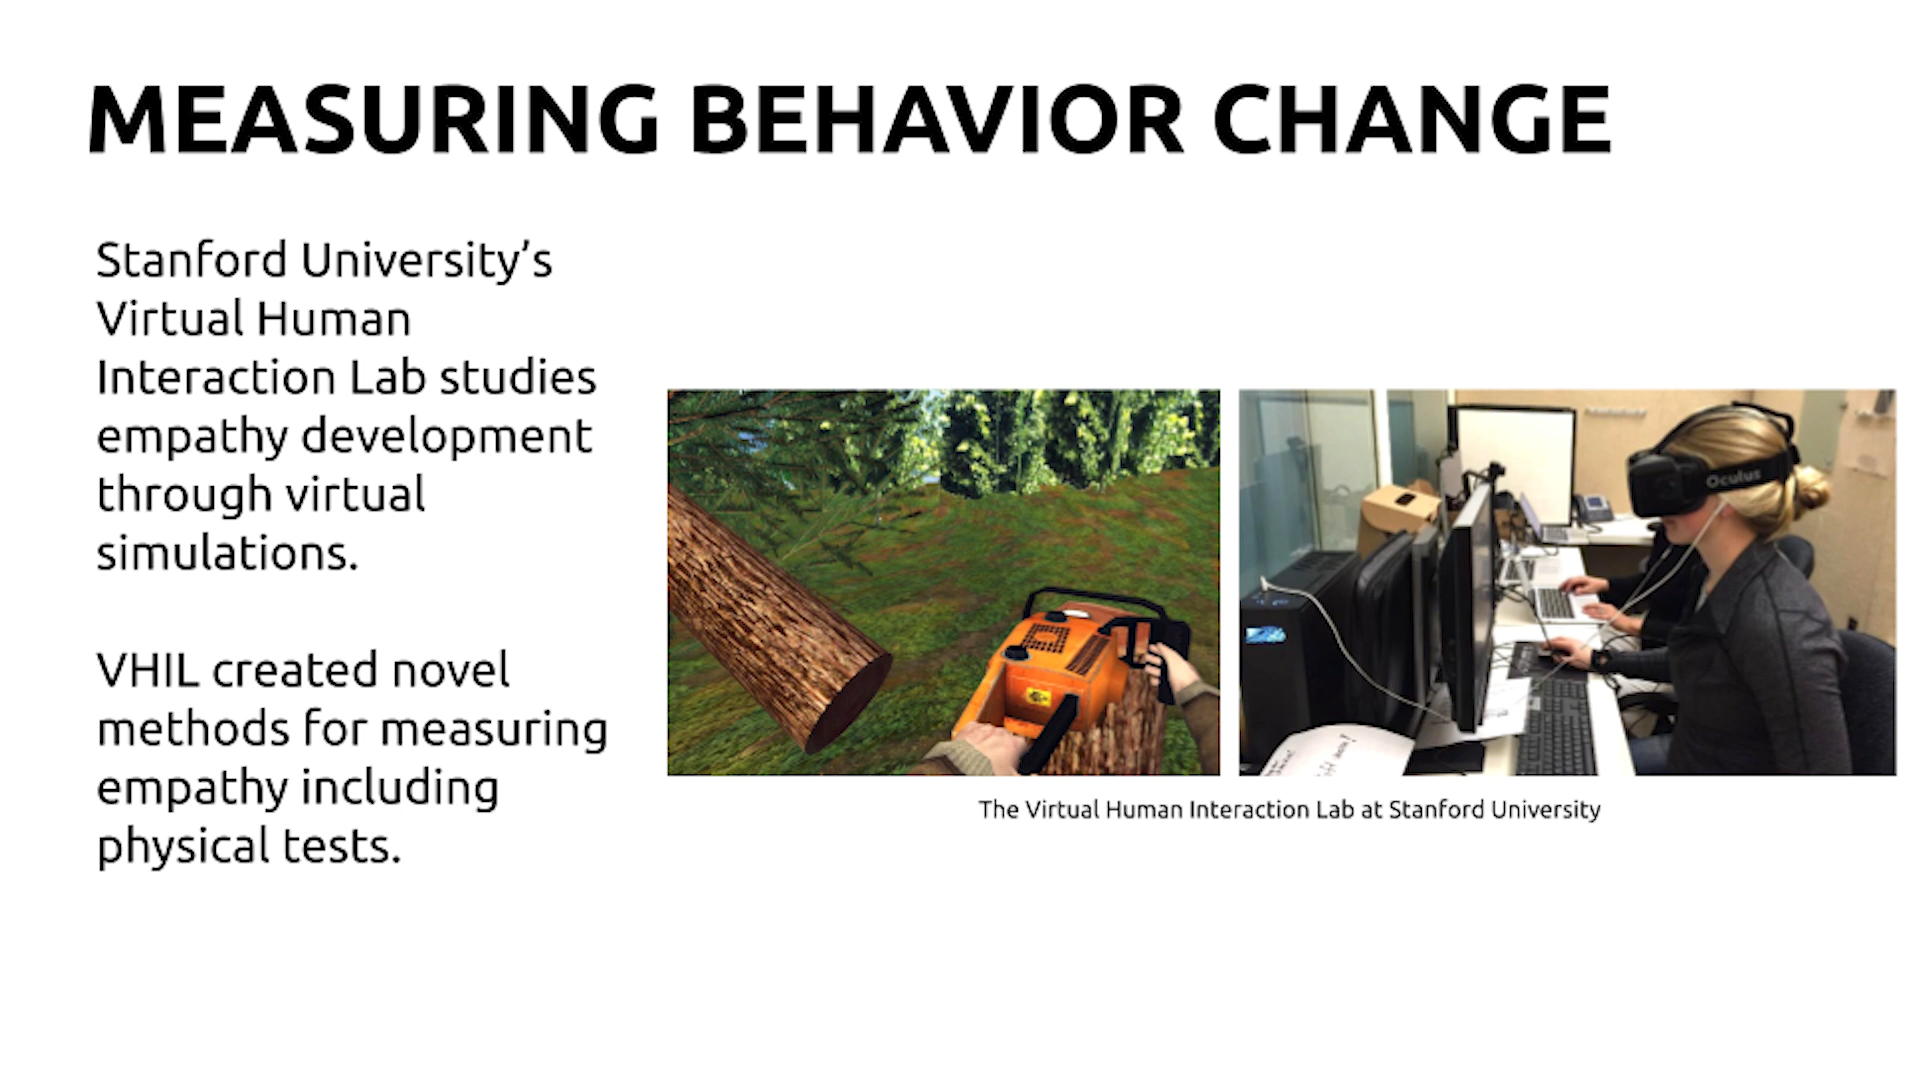 MEASURING BEHAVIOR CHANGE
Stanford University’s
Virtual Human
Interaction Lab studies
empathy development
through virtual
simulations.
VHIL created novel
methods for measuring
empathy including
physical tests.
Oculus
The Virtual Human Interaction Lab at Stanford University